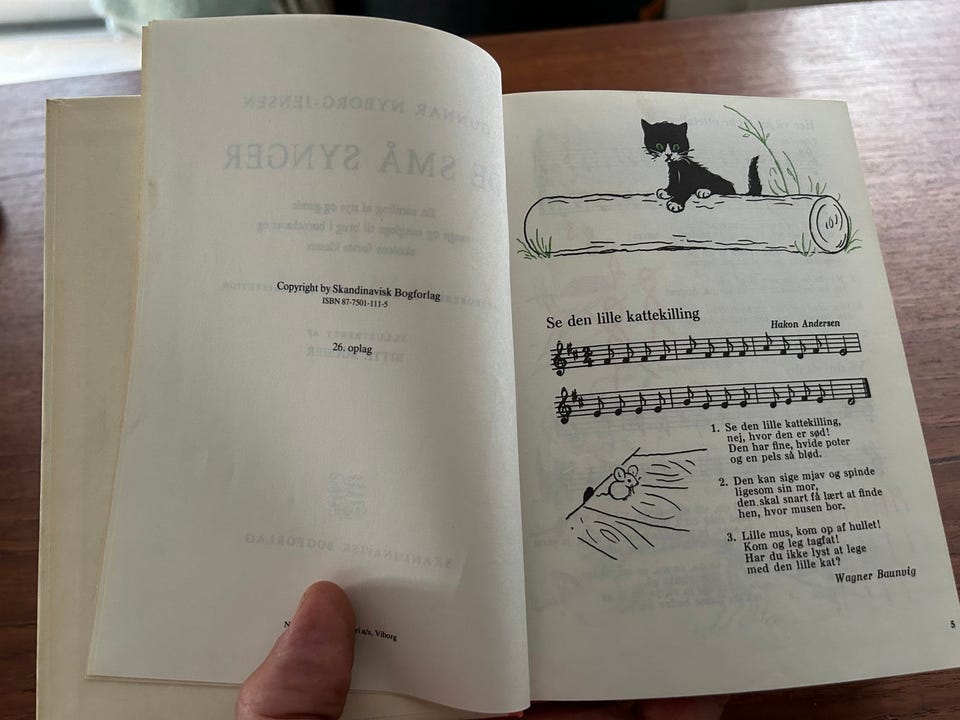 Copyright by Skandinavisk Bogforlag
ISBN 87-7501-111-5
26. oplag
a/s, Viborg
Se den lille kattekilling
Hakon Andersen
1. Se den lille kattekilling,
nej, hvor den er sød!
Den har fine, hvide poter
og en pels så blød.
2. Den kan sige mjav og spinde
ligesom sin mor,
den skal snart få lært at finde
hen, hvor musen bor.
3. Lille mus, kom op af hullet!
Kom og leg tagfat!
Har du ikke lyst at lege
med den lille kat?
Wagner Baunvig
5